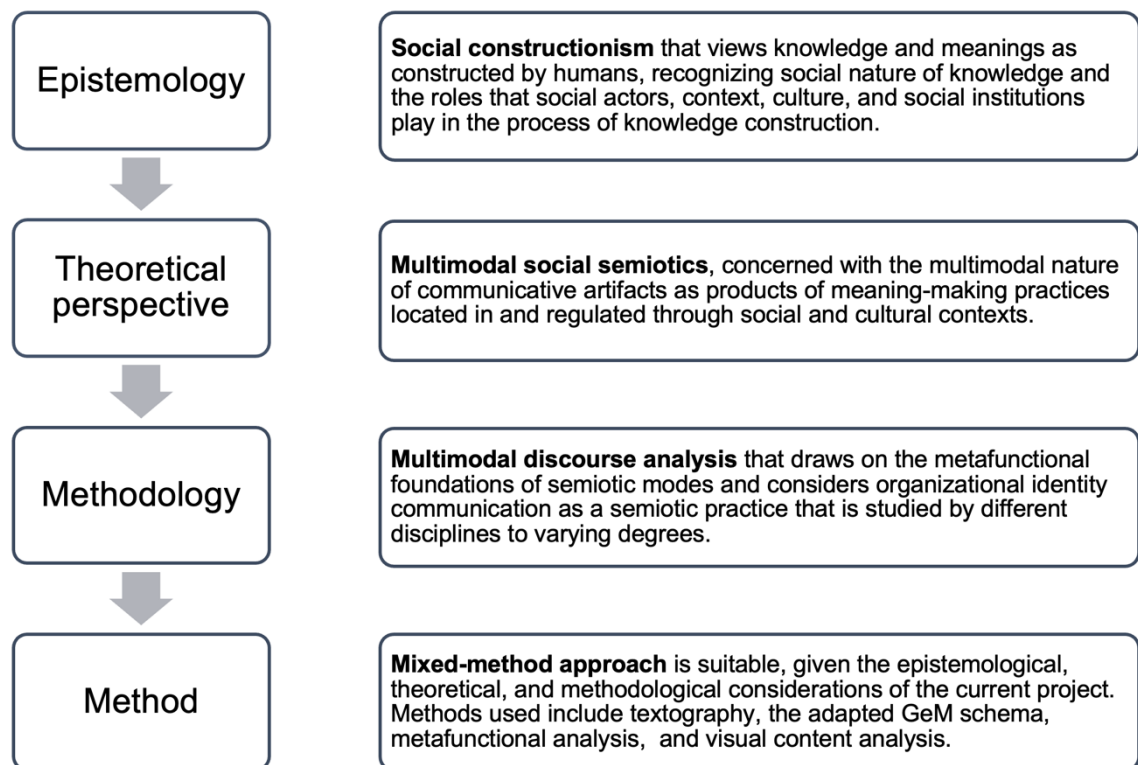 Epistemology
Social constructionism that views knowledge and meanings as
constructed by humans, recognizing social nature of knowledge and
the roles that social actors, context, culture, and social institutions
play in the process of knowledge construction.
Theoretical
perspective
Multimodal social semiotics, concerned with the multimodal nature
of communicative artifacts as products of meaning-making practices
located in and regulated through social and cultural contexts.
Methodology
Multimodal discourse analysis that draws on the metafunctional
foundations of semiotic modes and considers organizational identity
communication as a semiotic practice that is studied by different
disciplines to varying degrees.
Method
Mixed-method approach is suitable, given the epistemological,
theoretical, and methodological considerations of the current project.
Methods used include textography, the adapted GeM schema,
metafunctional analysis,  and visual content analysis.